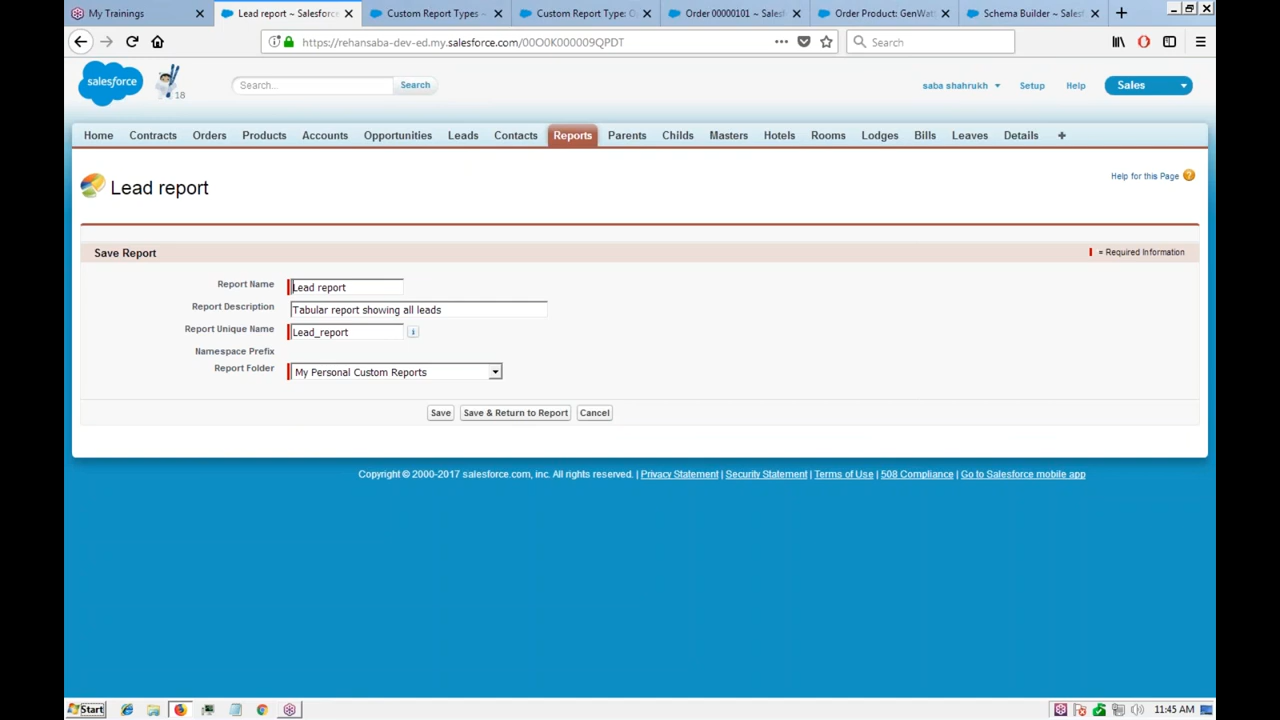 My Trainings
Lead report ~ Salesforce
Custom Report Types ~
Custom Report Type: O
Order 00000101 ~ Salesf
Order Product: GenWatt
Schema Builder ~ Salesf
https://rehansaba-dev-ed.my.salesforce.com/00O0K000009QPDT
Search
salesforce
18
Search...
Search
saba shahrukh
Setup
Help
Sales
Home Contracts Orders Products Accounts Opportunities Leads Contacts Reports Parents Childs Masters Hotels Rooms Lodges Bills Leaves Details +
Lead report
Help for this Page ?
Save Report
= Required Information
Report Name Lead report
Report Description Tabular report showing all leads
Report Unique Name Lead_report i
Namespace Prefix
Report Folder My Personal Custom Reports
Save Save & Return to Report Cancel
Copyright © 2000-2017 salesforce.com, inc. All rights reserved. | Privacy Statement | Security Statement | Terms of Use | 508 Compliance | Go to Salesforce mobile app
Start
11:45 AM